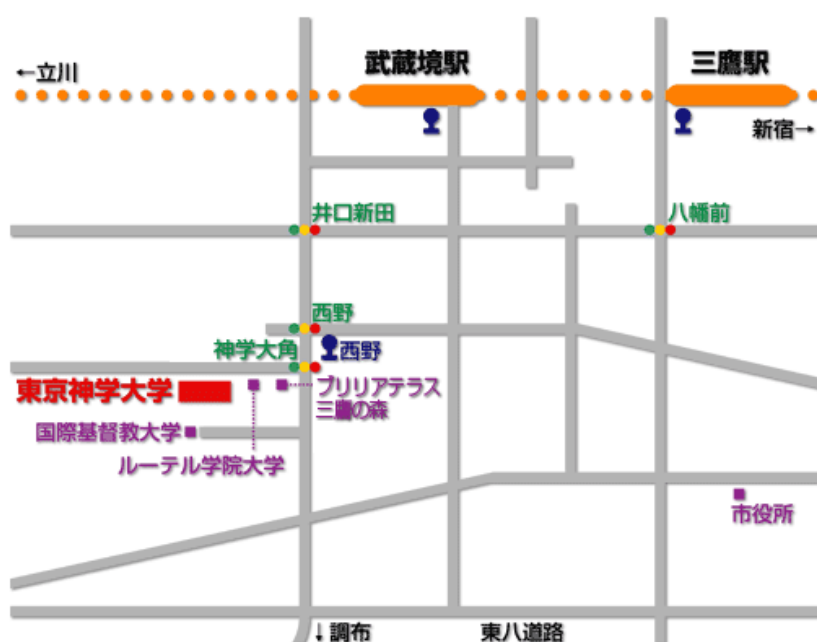 武蔵境駅
三鷹駅
←立川
新宿→
井口新田
八幡前
西野
神学大角
西野
東京神学大学
ブリリアテラス
三鷹の森
国際基督教大学
ルーテル学院大学
市役所
↓調布
東八道路